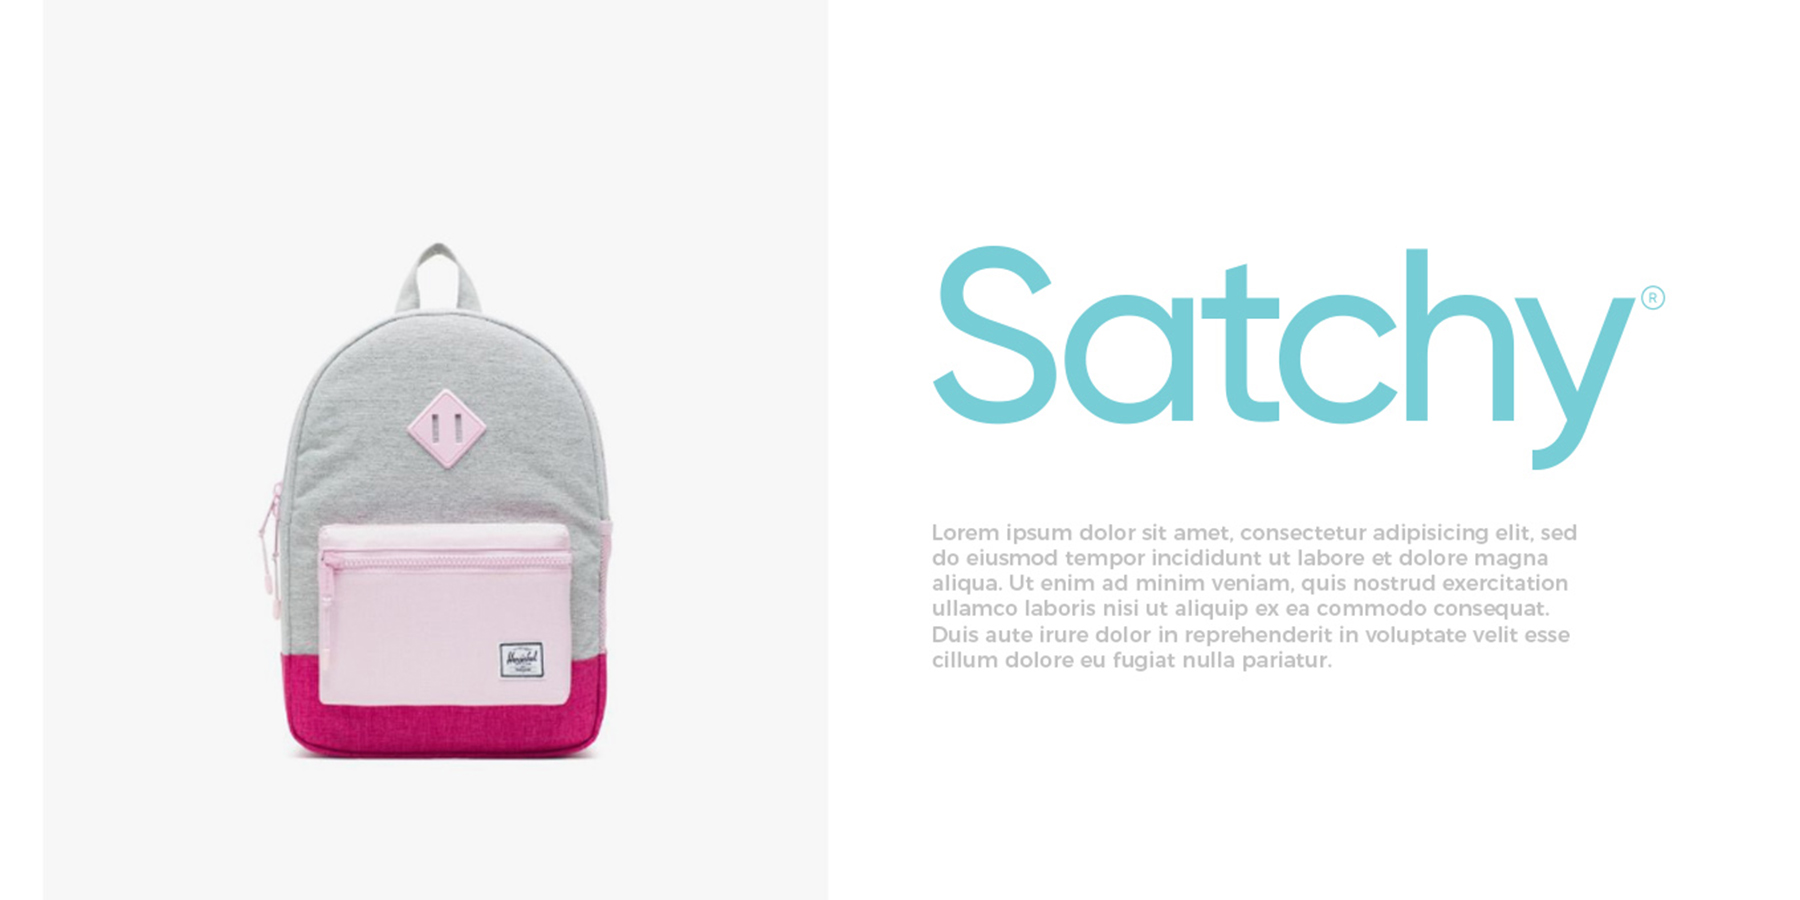 Herschel
Satchy®
Lorem ipsum dolor sit amet, consectetur adipisicing elit, sed
do eiusmod tempor incididunt ut labore et dolore magna
aliqua. Ut enim ad minim veniam, quis nostrud exercitation
ullamco laboris nisi ut aliquip ex ea commodo consequat.
Duis aute irure dolor in reprehenderit in voluptate velit esse
cillum dolore eu fugiat nulla pariatur.